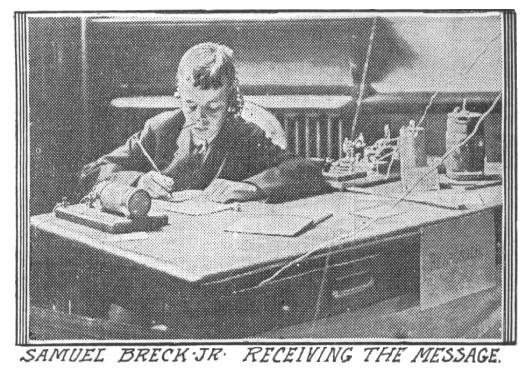 SAMUEL BRECK·JR· RECEIVING THE MESSAGE.